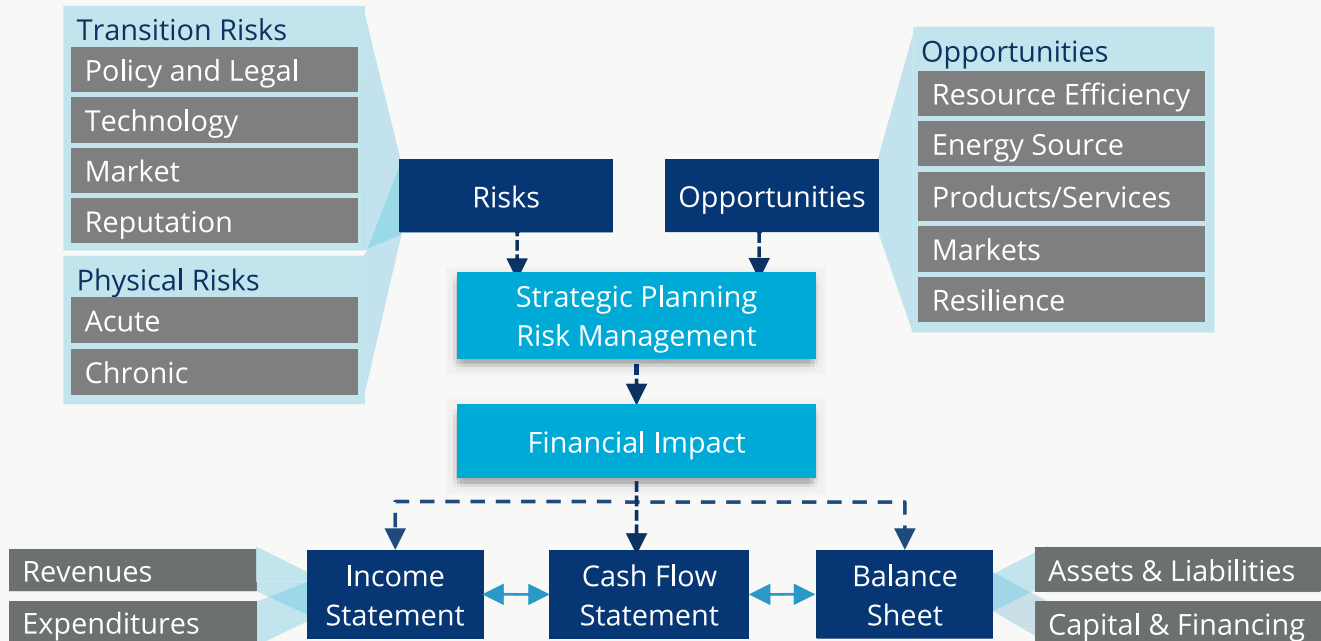 Transition Risks
Policy and Legal
Technology
Market
Reputation
Physical Risks
Acute
Chronic
Risks
Opportunities
Opportunities
Resource Efficiency
Energy Source
Products/Services
Markets
Resilience
Strategic Planning
Risk Management
Financial Impact
Revenues
Expenditures
Income
Statement
Cash Flow
Statement
Balance
Sheet
Assets & Liabilities
Capital & Financing